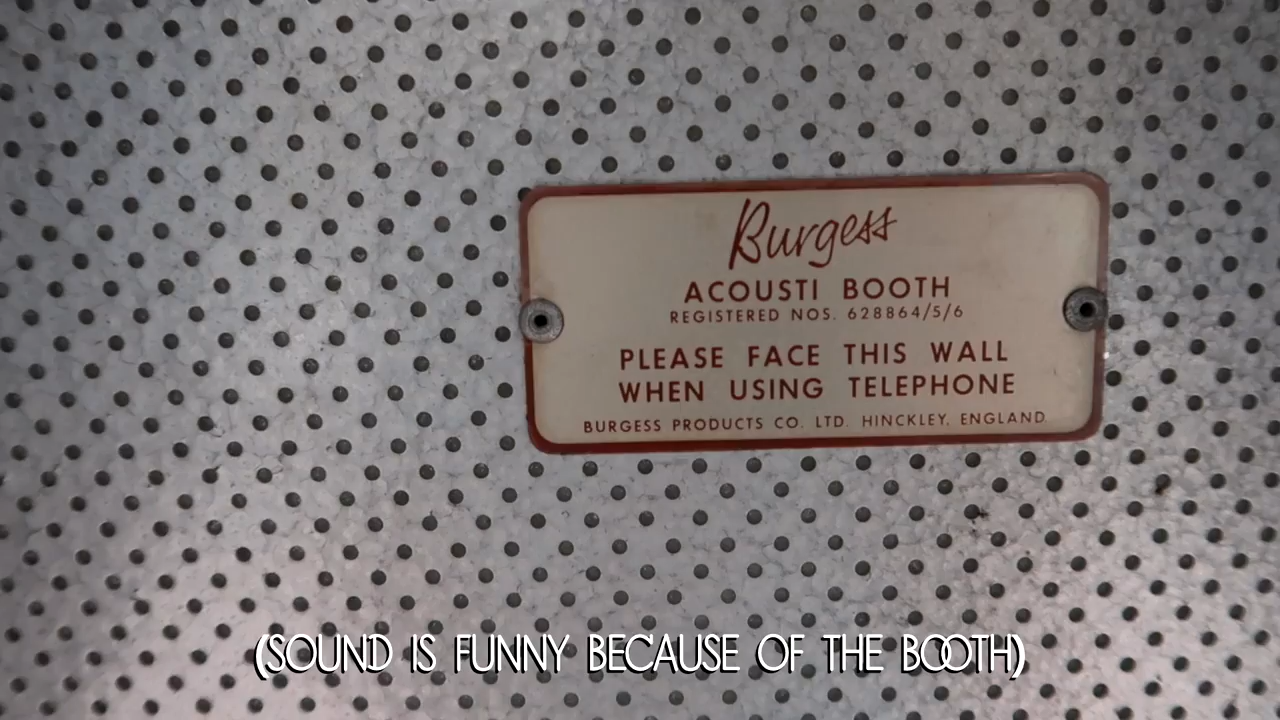 Burgess
ACOUSTI BOOTH
REGISTERED NOS. 628864/5/6
PLEASE FACE THIS WALL
WHEN USING TELEPHONE
BURGESS PRODUCTS CO. LTD. HINCKLEY, ENGLAND.
(SOUND IS FUNNY BECAUSE OF THE BOOTH)